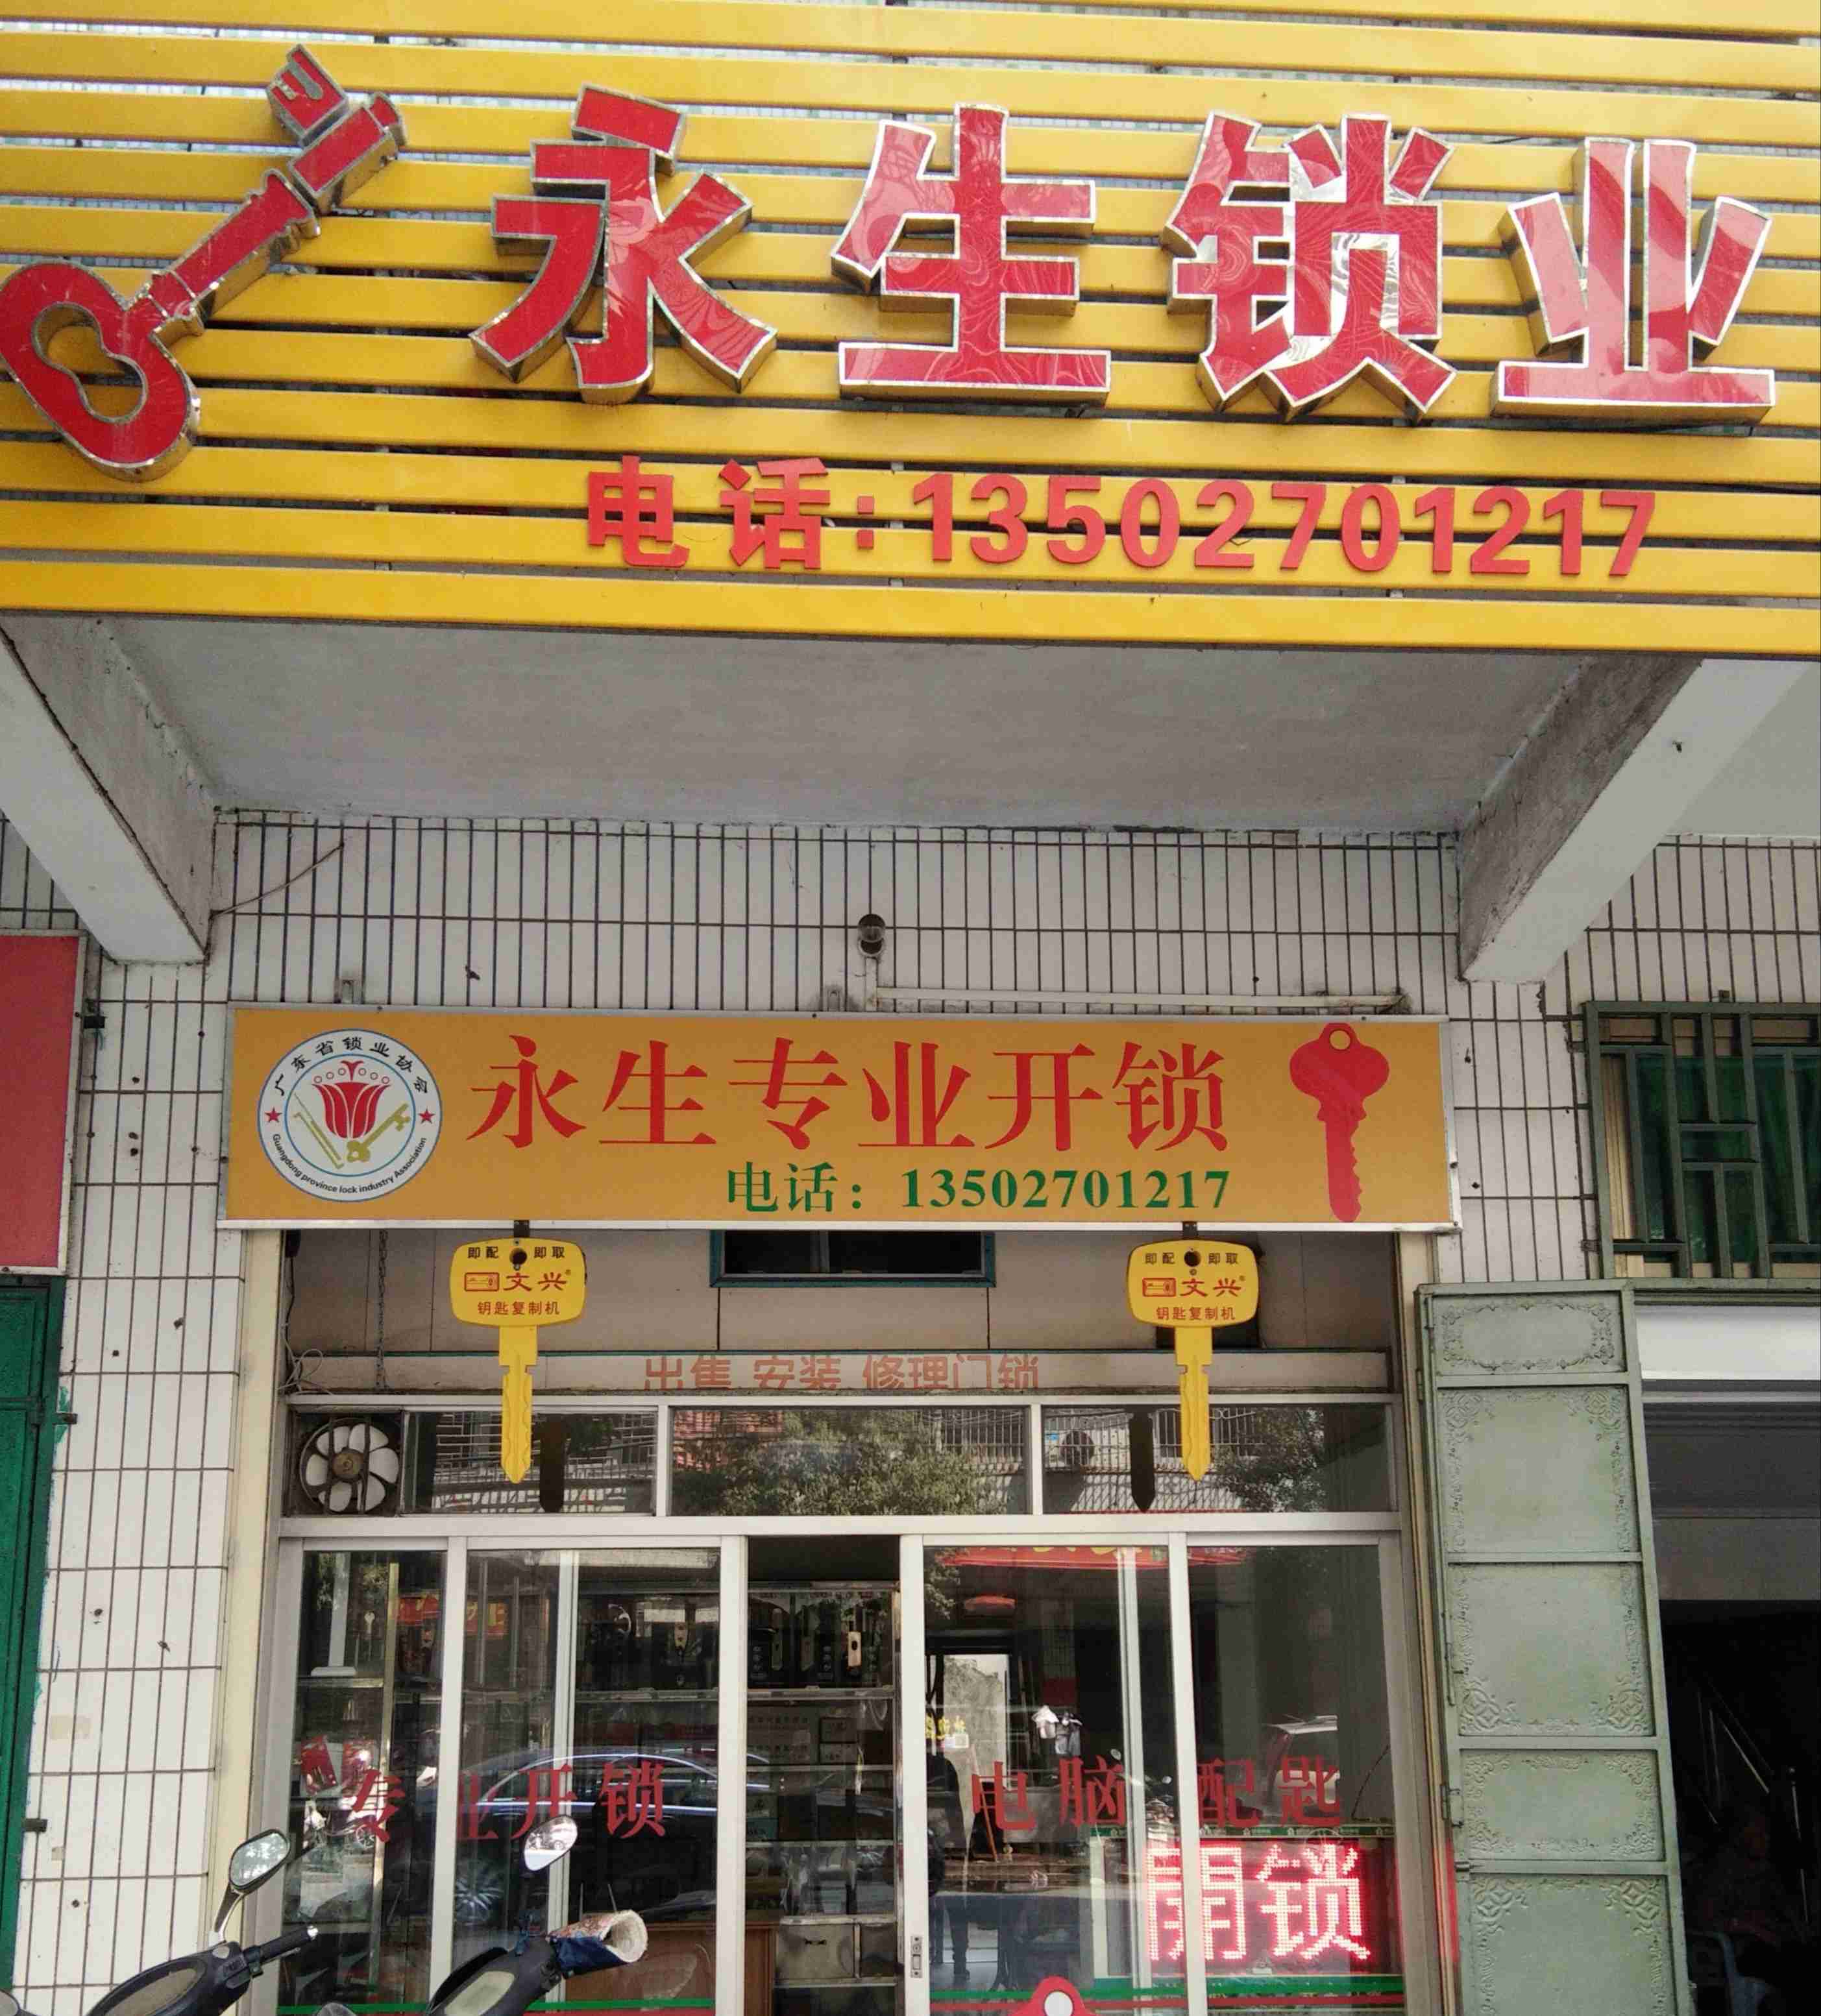 永生锁业
电话:13502701217
广东省锁业协会
Guangdong province lock industry Association
永生专业开锁
电话：13502701217
即配 即取
文兴®
钥匙复制机
即配 即取
文兴®
钥匙复制机
出售 安装 修理门锁
专业开锁
电脑配匙
開锁